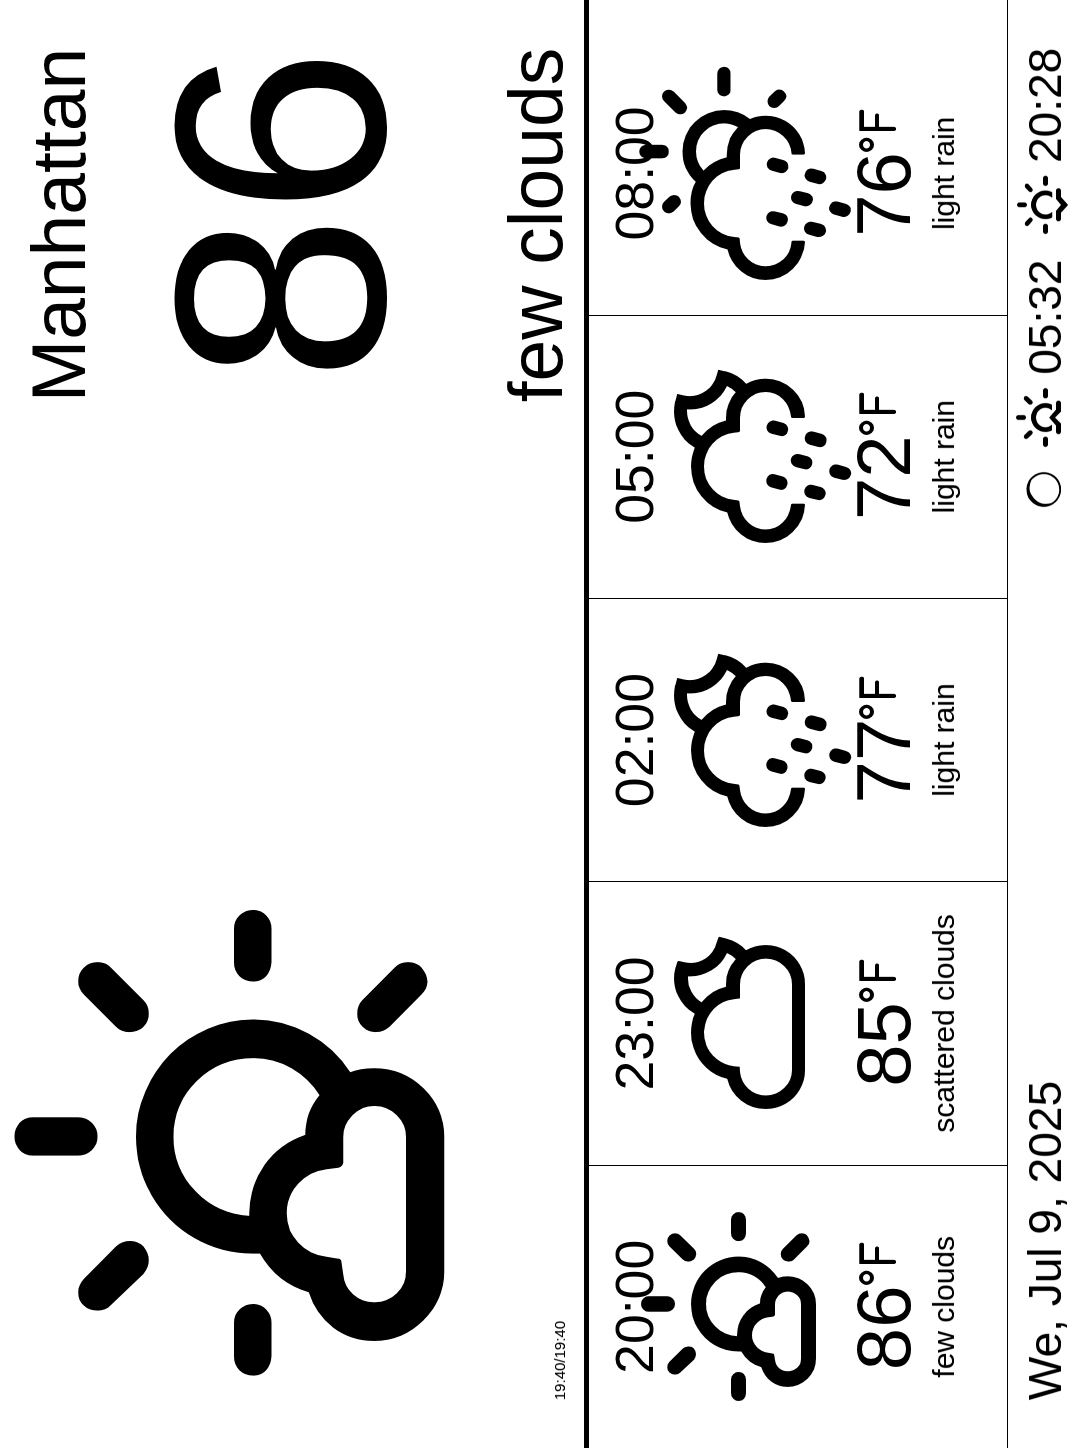 Manhattan
86
few clouds
19:40/19:40
20:00
86°F
few clouds
23:00
85°F
scattered clouds
02:00
77°F
light rain
05:00
72°F
light rain
08:00
76°F
light rain
We, Jul 9, 2025
05:32
20:28